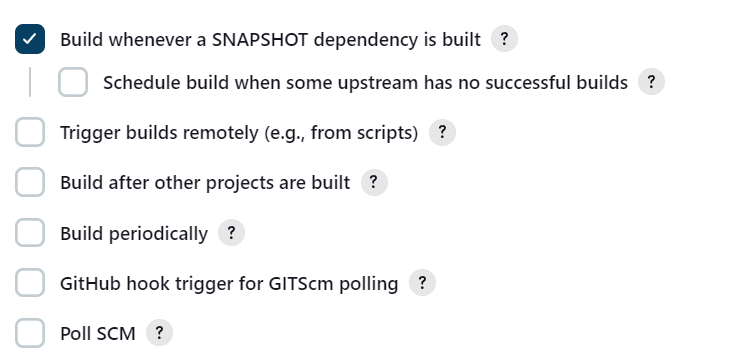 Build whenever a SNAPSHOT dependency is built ?
Schedule build when some upstream has no successful builds ?
Trigger builds remotely (e.g., from scripts) ?
Build after other projects are built ?
Build periodically ?
GitHub hook trigger for GITScm polling ?
Poll SCM ?